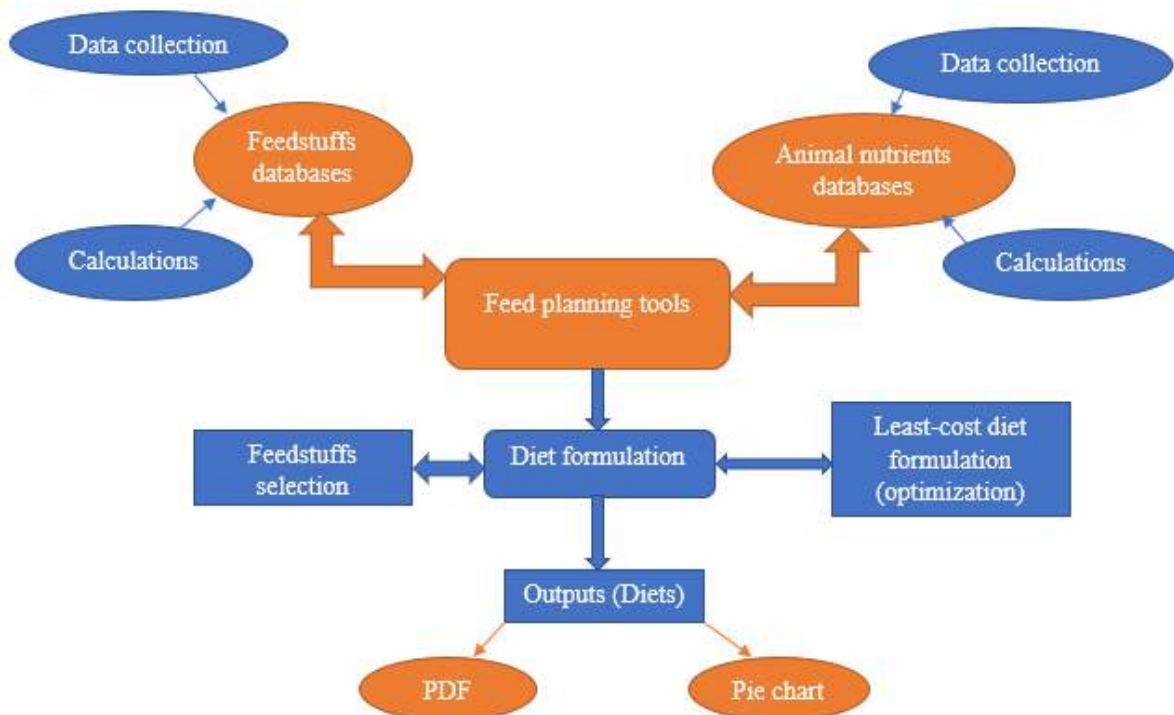 Data collection
Data collection
Feedstuffs
databases
Animal nutrients
databases
Calculations
Calculations
Feed planning tools
Feedstuffs
selection
Diet formulation
Least-cost diet
formulation
(optimization)
Outputs (Diets)
PDF
Pie chart